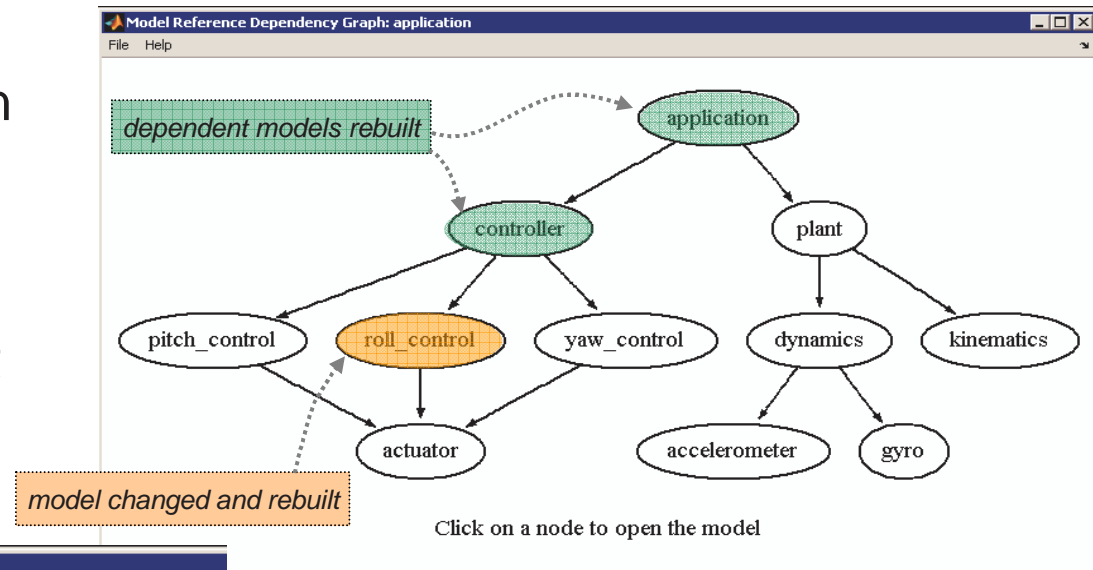 Model Reference Dependency Graph: application
File Help
n
dependent models rebuilt
application
controller
plant
pitch_control
roll_control
yaw_control
dynamics
kinematics
actuator
accelerometer
gyro
model changed and rebuilt
Click on a node to open the model